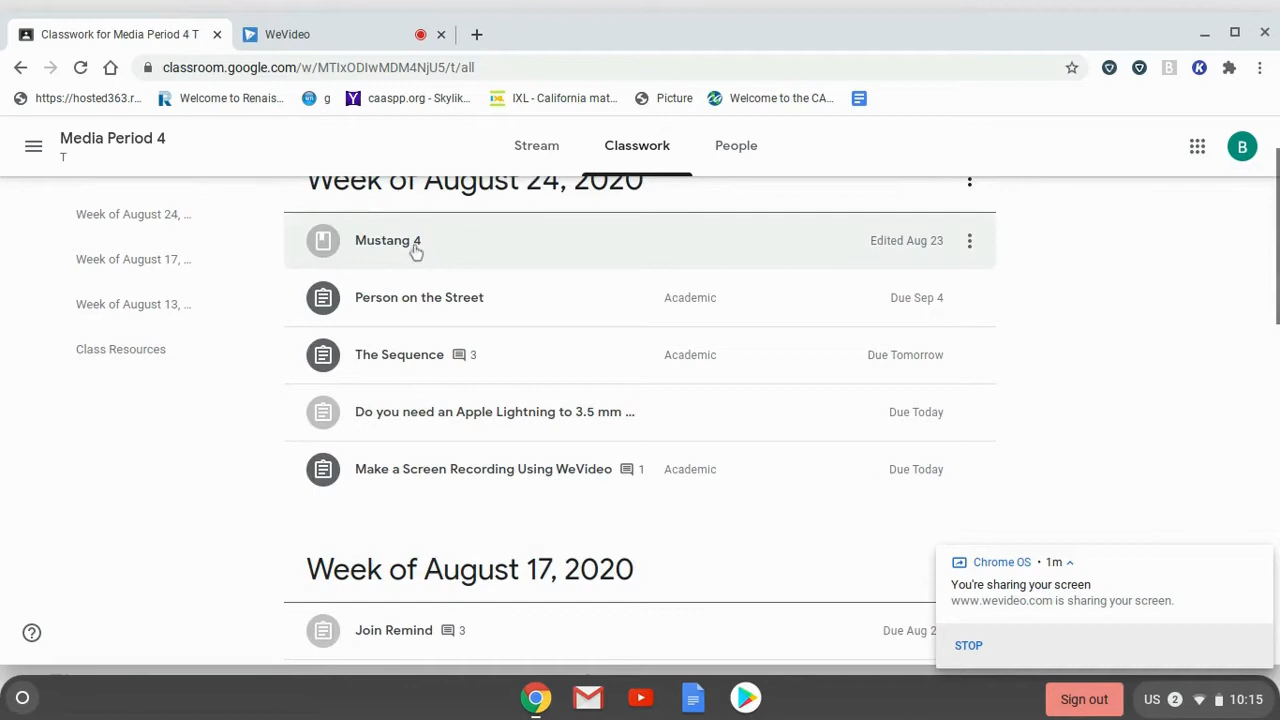 Classwork for Media Period 4 T
WeVideo
classroom.google.com/w/MTIxODIwMDM4NjU5/t/all
https://hosted363.r...
Welcome to Renais...
g
caaspp.org - Skylik...
IXL - California mat...
Picture
Welcome to the CA...
Media Period 4
T
Stream
Classwork
People
B
Week of August 24, 2020
Week of August 24, ...
Week of August 17, ...
Week of August 13, ...
Class Resources
Mustang 4
Edited Aug 23
Person on the Street
Academic
Due Sep 4
The Sequence
3
Academic
Due Tomorrow
Do you need an Apple Lightning to 3.5 mm ...
Due Today
Make a Screen Recording Using WeVideo
1
Academic
Due Today
Week of August 17, 2020
Join Remind
3
Due Aug 2
Chrome OS • 1m
You're sharing your screen
www.wevideo.com is sharing your screen.
STOP
Sign out
US
2
10:15